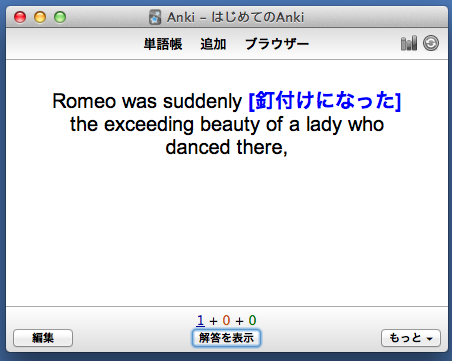 Anki – はじめてのAnki
単語帳 追加 ブラウザー
Romeo was suddenly [釘付けになった]
the exceeding beauty of a lady who
danced there,
1 + 0 + 0
編集 解答を表示 もっと